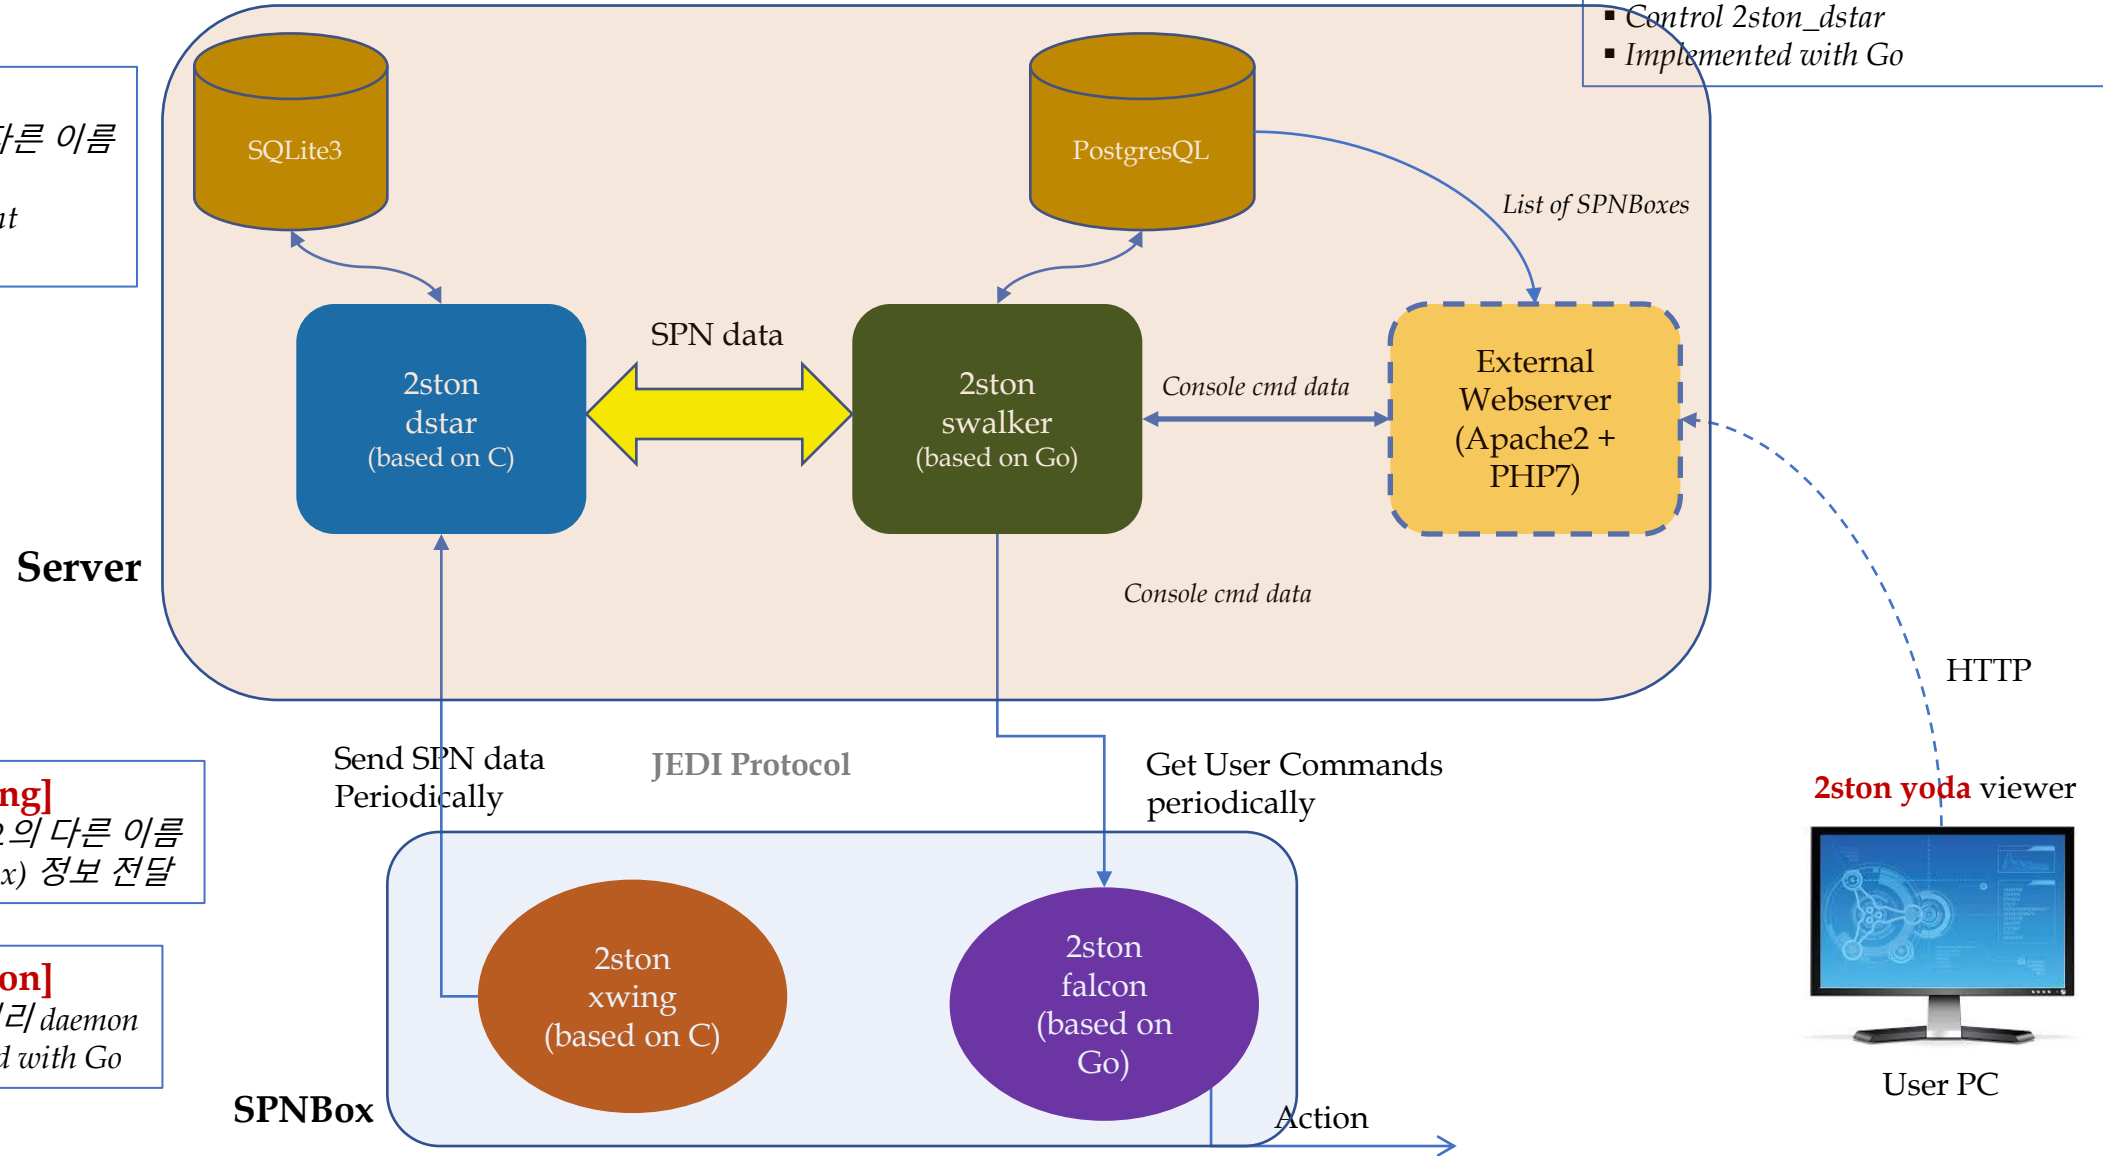 ▪ Control 2ston_dstar
▪ Implemented with Go
다른 이름
SQLite3
PostgresQL
List of SPNBoxes
SPN data
2ston
dstar
(based on C)
2ston
swalker
(based on Go)
Console cmd data
External
Webserver
(Apache2 +
PHP7)
Server
Console cmd data
HTTP
Send SPN data
Periodically
JEDI Protocol
Get User Commands
periodically
2ston yoda viewer
ng]
2의 다른 이름
x) 정보 전달
on]
daemon
d with Go
2ston
xwing
(based on C)
2ston
falcon
(based on
Go)
SPNBox
Action
User PC